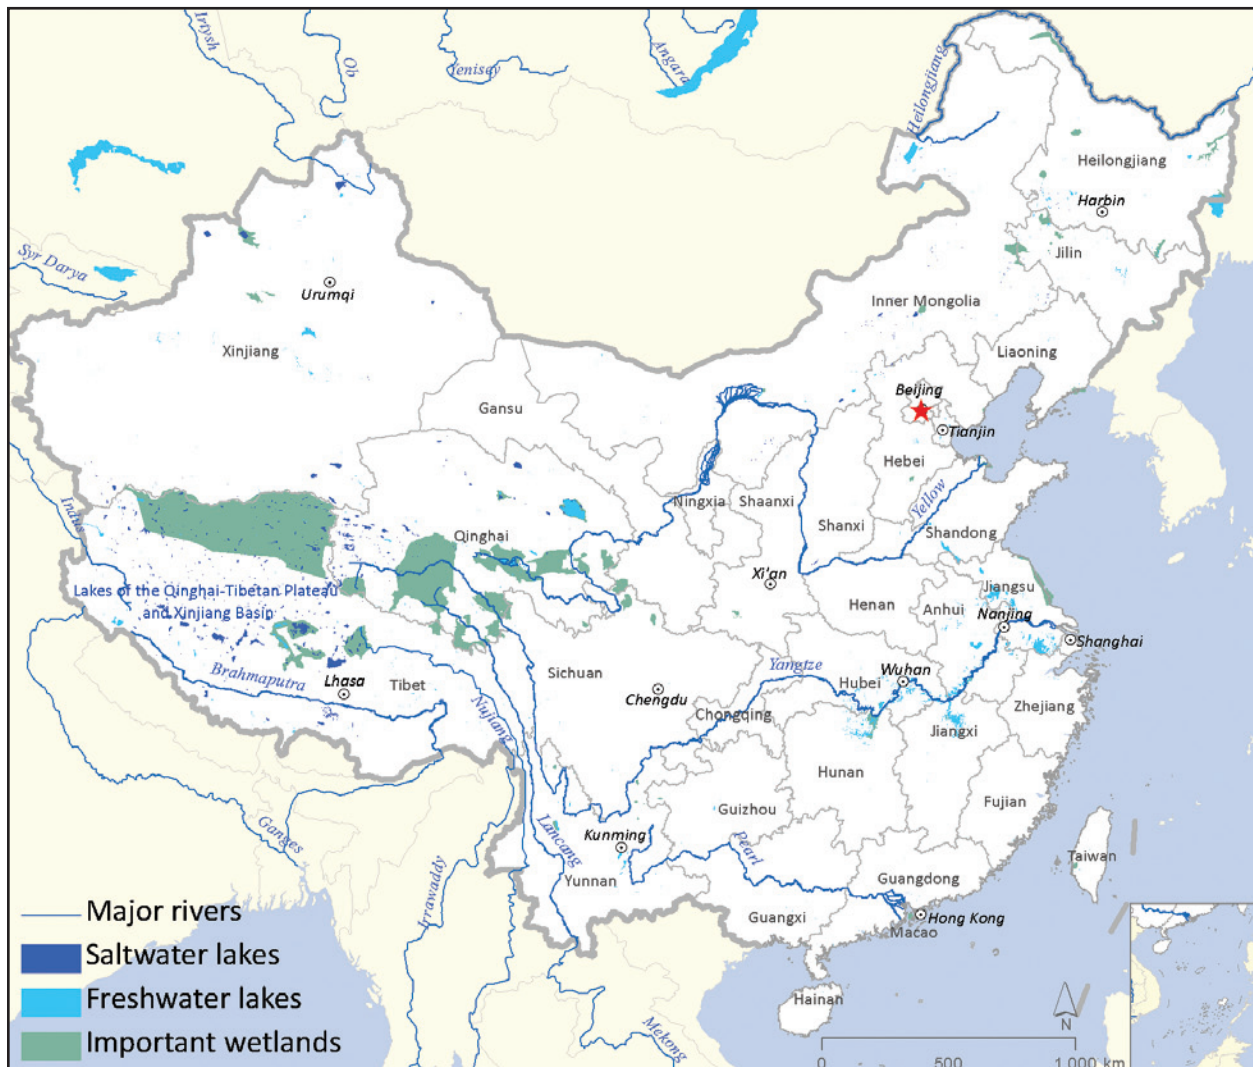 Irtysh
Ob
Yenisey
Angara
Heilongjiang
Heilongjiang
Harbin
Syr Darya
Urumqi
Jilin
Inner Mongolia
Xinjiang
Liaoning
Beijing
Gansu
Tianjin
Hebei
Indus
Ningxia
Shaanxi
Yellow
Shanxi
Qinghai
Shandong
Xi'an
Lakes of the Qinghai-Tibetan Plateau
and Xinjiang Basin
Jiangsu
Henan
Anhui
Nanjing
Shanghai
Brahmaputra
Lhasa
Tibet
Sichuan
Yangtze
Wuhan
Hubei
Chengdu
Nujiang
Chongqing
Zhejiang
Jiangxi
Hunan
Guizhou
Fujian
Ganges
Lancang
Kunming
Pearl
Taiwan
Irrawaddy
Yunnan
Guangdong
Guangxi
Hong Kong
Macao
Major rivers
Saltwater lakes
Freshwater lakes
Important wetlands
Hainan
Mekong
N
0 500 1,000 km